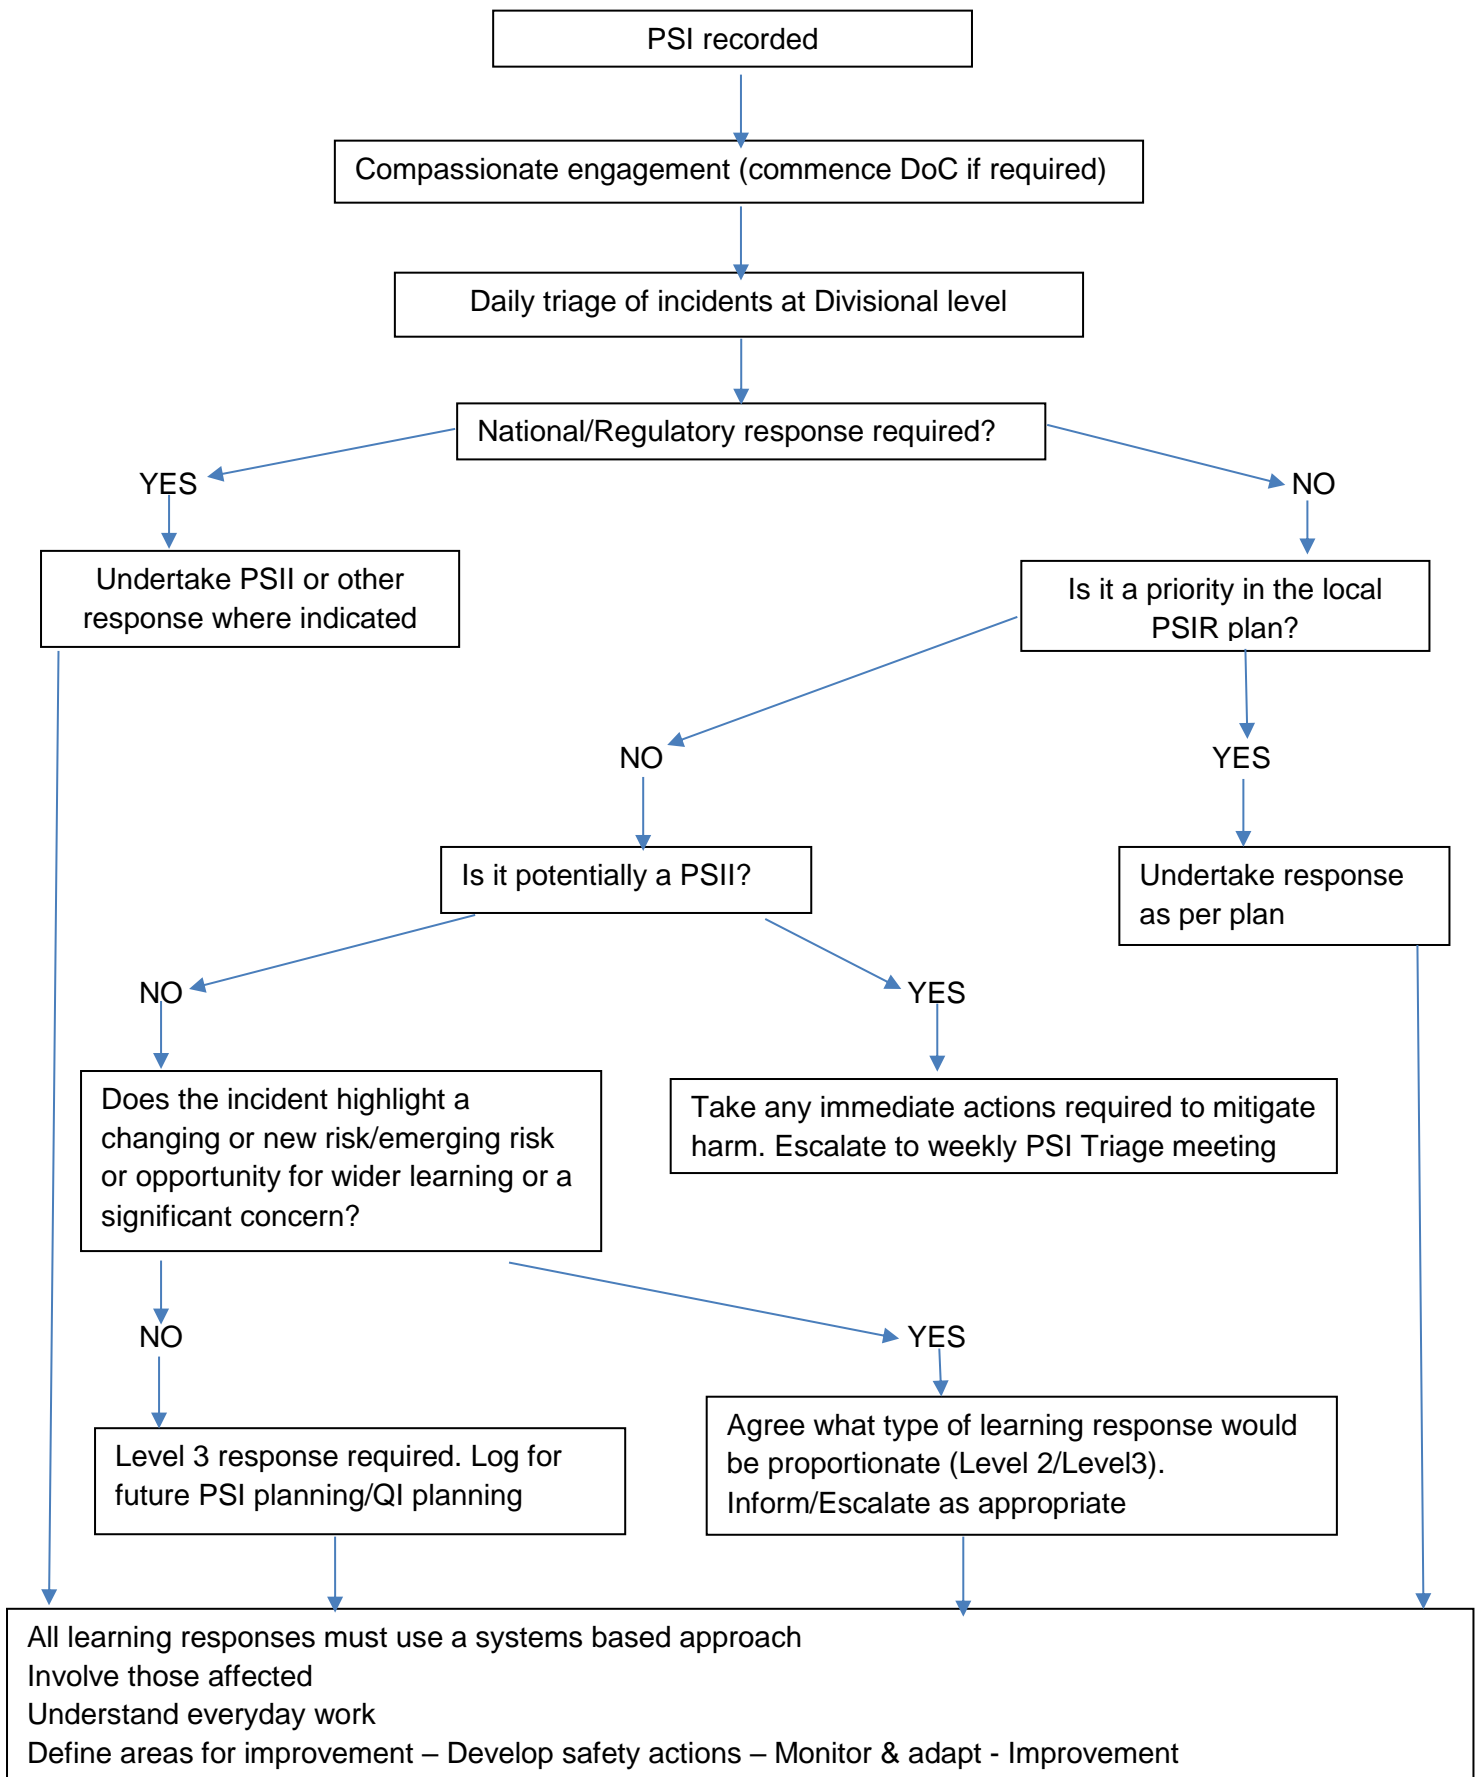 PSI recorded
Compassionate engagement (commence DoC if required)
Daily triage of incidents at Divisional level
National/Regulatory response required?
YES
NO
Undertake PSII or other
response where indicated
Is it a priority in the local
PSIR plan?
NO
YES
Is it potentially a PSII?
Undertake response
as per plan
NO
YES
Does the incident highlight a
changing or new risk/emerging risk
or opportunity for wider learning or a
significant concern?
Take any immediate actions required to mitigate
harm. Escalate to weekly PSI Triage meeting
NO
YES
Level 3 response required. Log for
future PSI planning/QI planning
Agree what type of learning response would
be proportionate (Level 2/Level3).
Inform/Escalate as appropriate
All learning responses must use a systems based approach
Involve those affected
Understand everyday work
Define areas for improvement – Develop safety actions – Monitor & adapt - Improvement